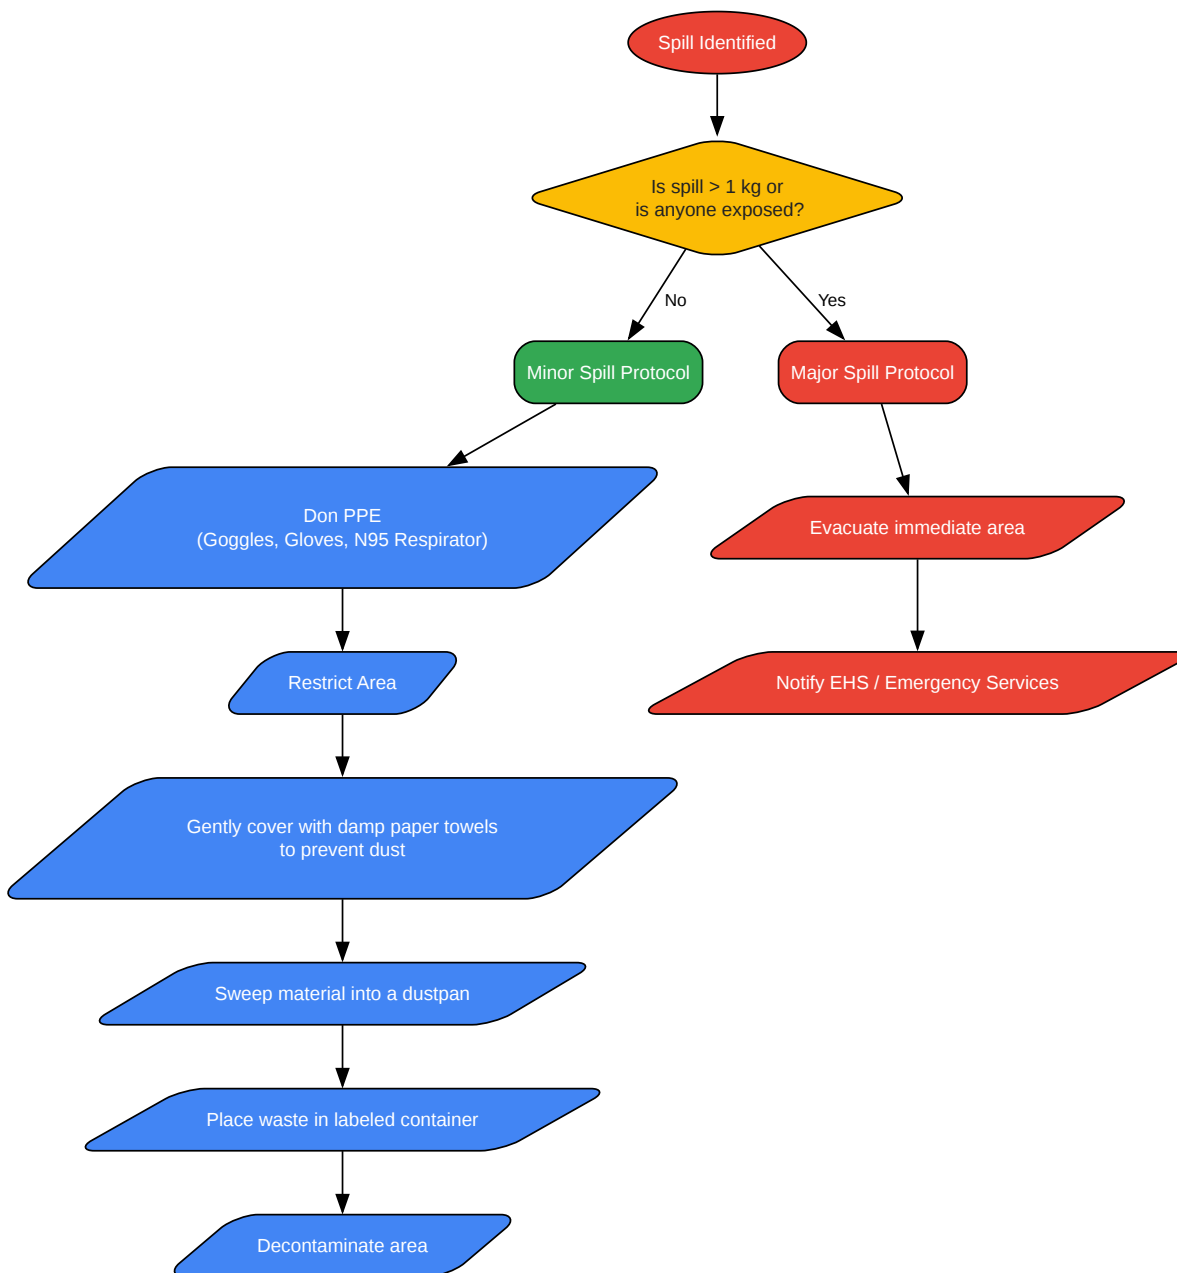 Spill Identified
Is spill > 1 kg or
is anyone exposed?
No
Yes
Minor Spill Protocol
Major Spill Protocol
Don PPE
(Goggles, Gloves, N95 Respirator)
Evacuate immediate area
Restrict Area
Notify EHS / Emergency Services
Gently cover with damp paper towels
to prevent dust
Sweep material into a dustpan
Place waste in labeled container
Decontaminate area